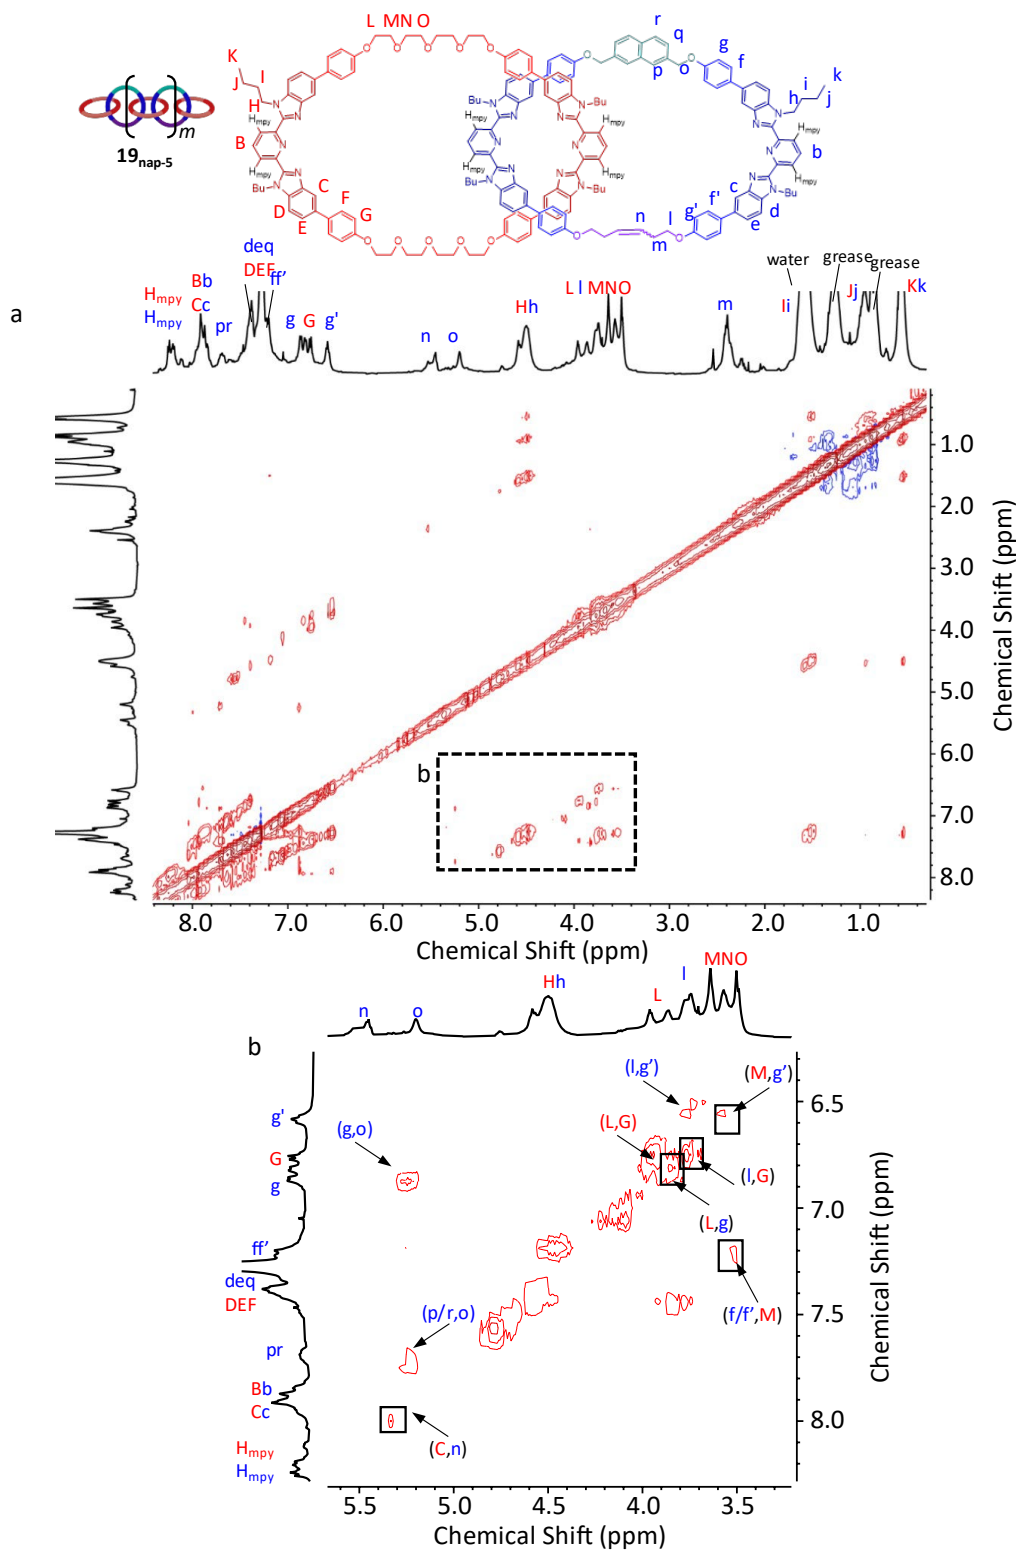 L MN O
r
q
g
f
K
J
I
H
p
o
k
i
j
h
O
O
O
O
O
O
O
O
N
N
N
N
Bu
Bu
Hmpy
Hmpy
Hmpy
Hmpy
B
b
19nap-5
m
Hmpy
Hmpy
Hmpy
Hmpy
Bu
Bu
Bu
Bu
C
F
G
D
E
c
f'
g'
d
e
n
l
m
O
O
O
O
O
O
O
a
Hmpy
Hmpy
Bb
Cc
pr
deq
DEF
ff'
g
G
g'
n
o
Hh
L l MNO
m
water
grease
grease
Ii
Jj
Kk
1.0
2.0
3.0
4.0
5.0
6.0
7.0
8.0
Chemical Shift (ppm)
b
8.0 7.0 6.0 5.0 4.0 3.0 2.0 1.0
Chemical Shift (ppm)
b
n
o
Hh
L
l
MNO
g'
G
g
ff'
deq
DEF
pr
Bb
Cc
Hmpy
Hmpy
(l,g')
(M,g')
(L,G)
(g,o)
(l,G)
(L,g)
(f/f',M)
(p/r,o)
(C,n)
6.5
7.0
7.5
8.0
Chemical Shift (ppm)
5.5 5.0 4.5 4.0 3.5
Chemical Shift (ppm)